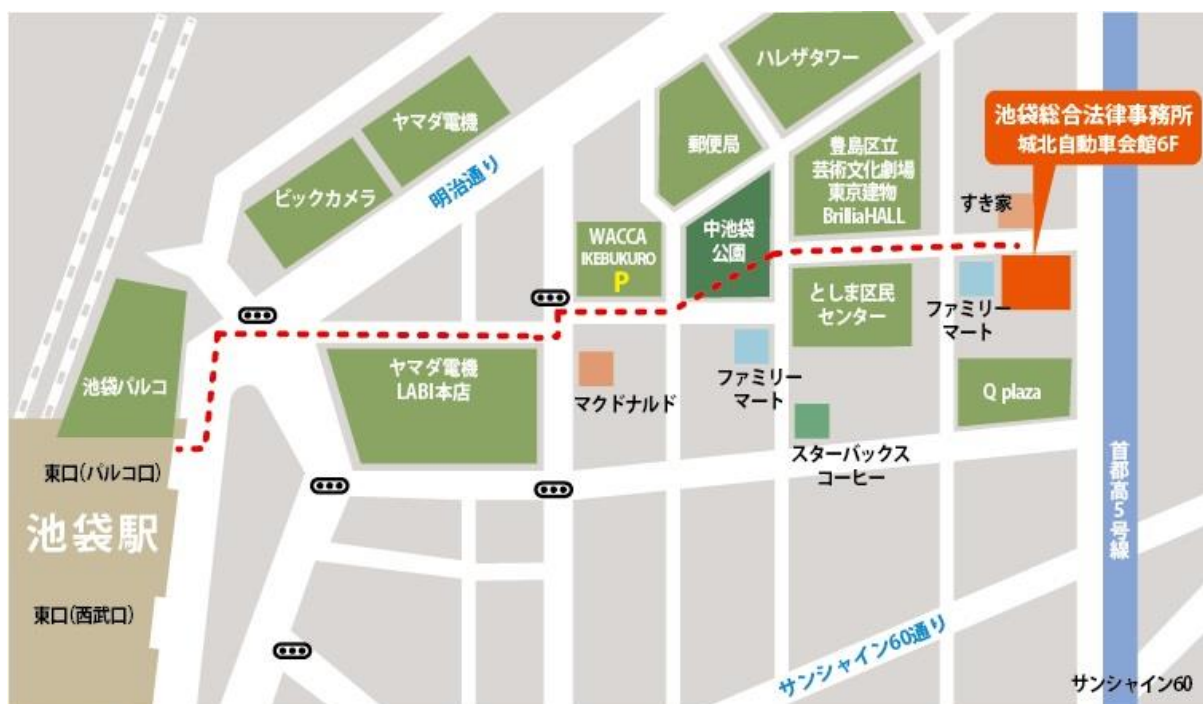 ハレザタワー
池袋総合法律事務所
城北自動車会館6F
ヤマダ電機
郵便局
豊島区立
芸術文化劇場
東京建物
BrilliaHALL
ビックカメラ
明治通り
すき家
WACCA
IKEBUKURO
P
中池袋
公園
としま区民
センター
ファミリー
マート
池袋パルコ
ヤマダ電機
LABI本店
マクドナルド
ファミリー
マート
Q plaza
スターバックス
コーヒー
東口(パルコ口)
池袋駅
東口(西武口)
首都高5号線
サンシャイン60通り
サンシャイン60